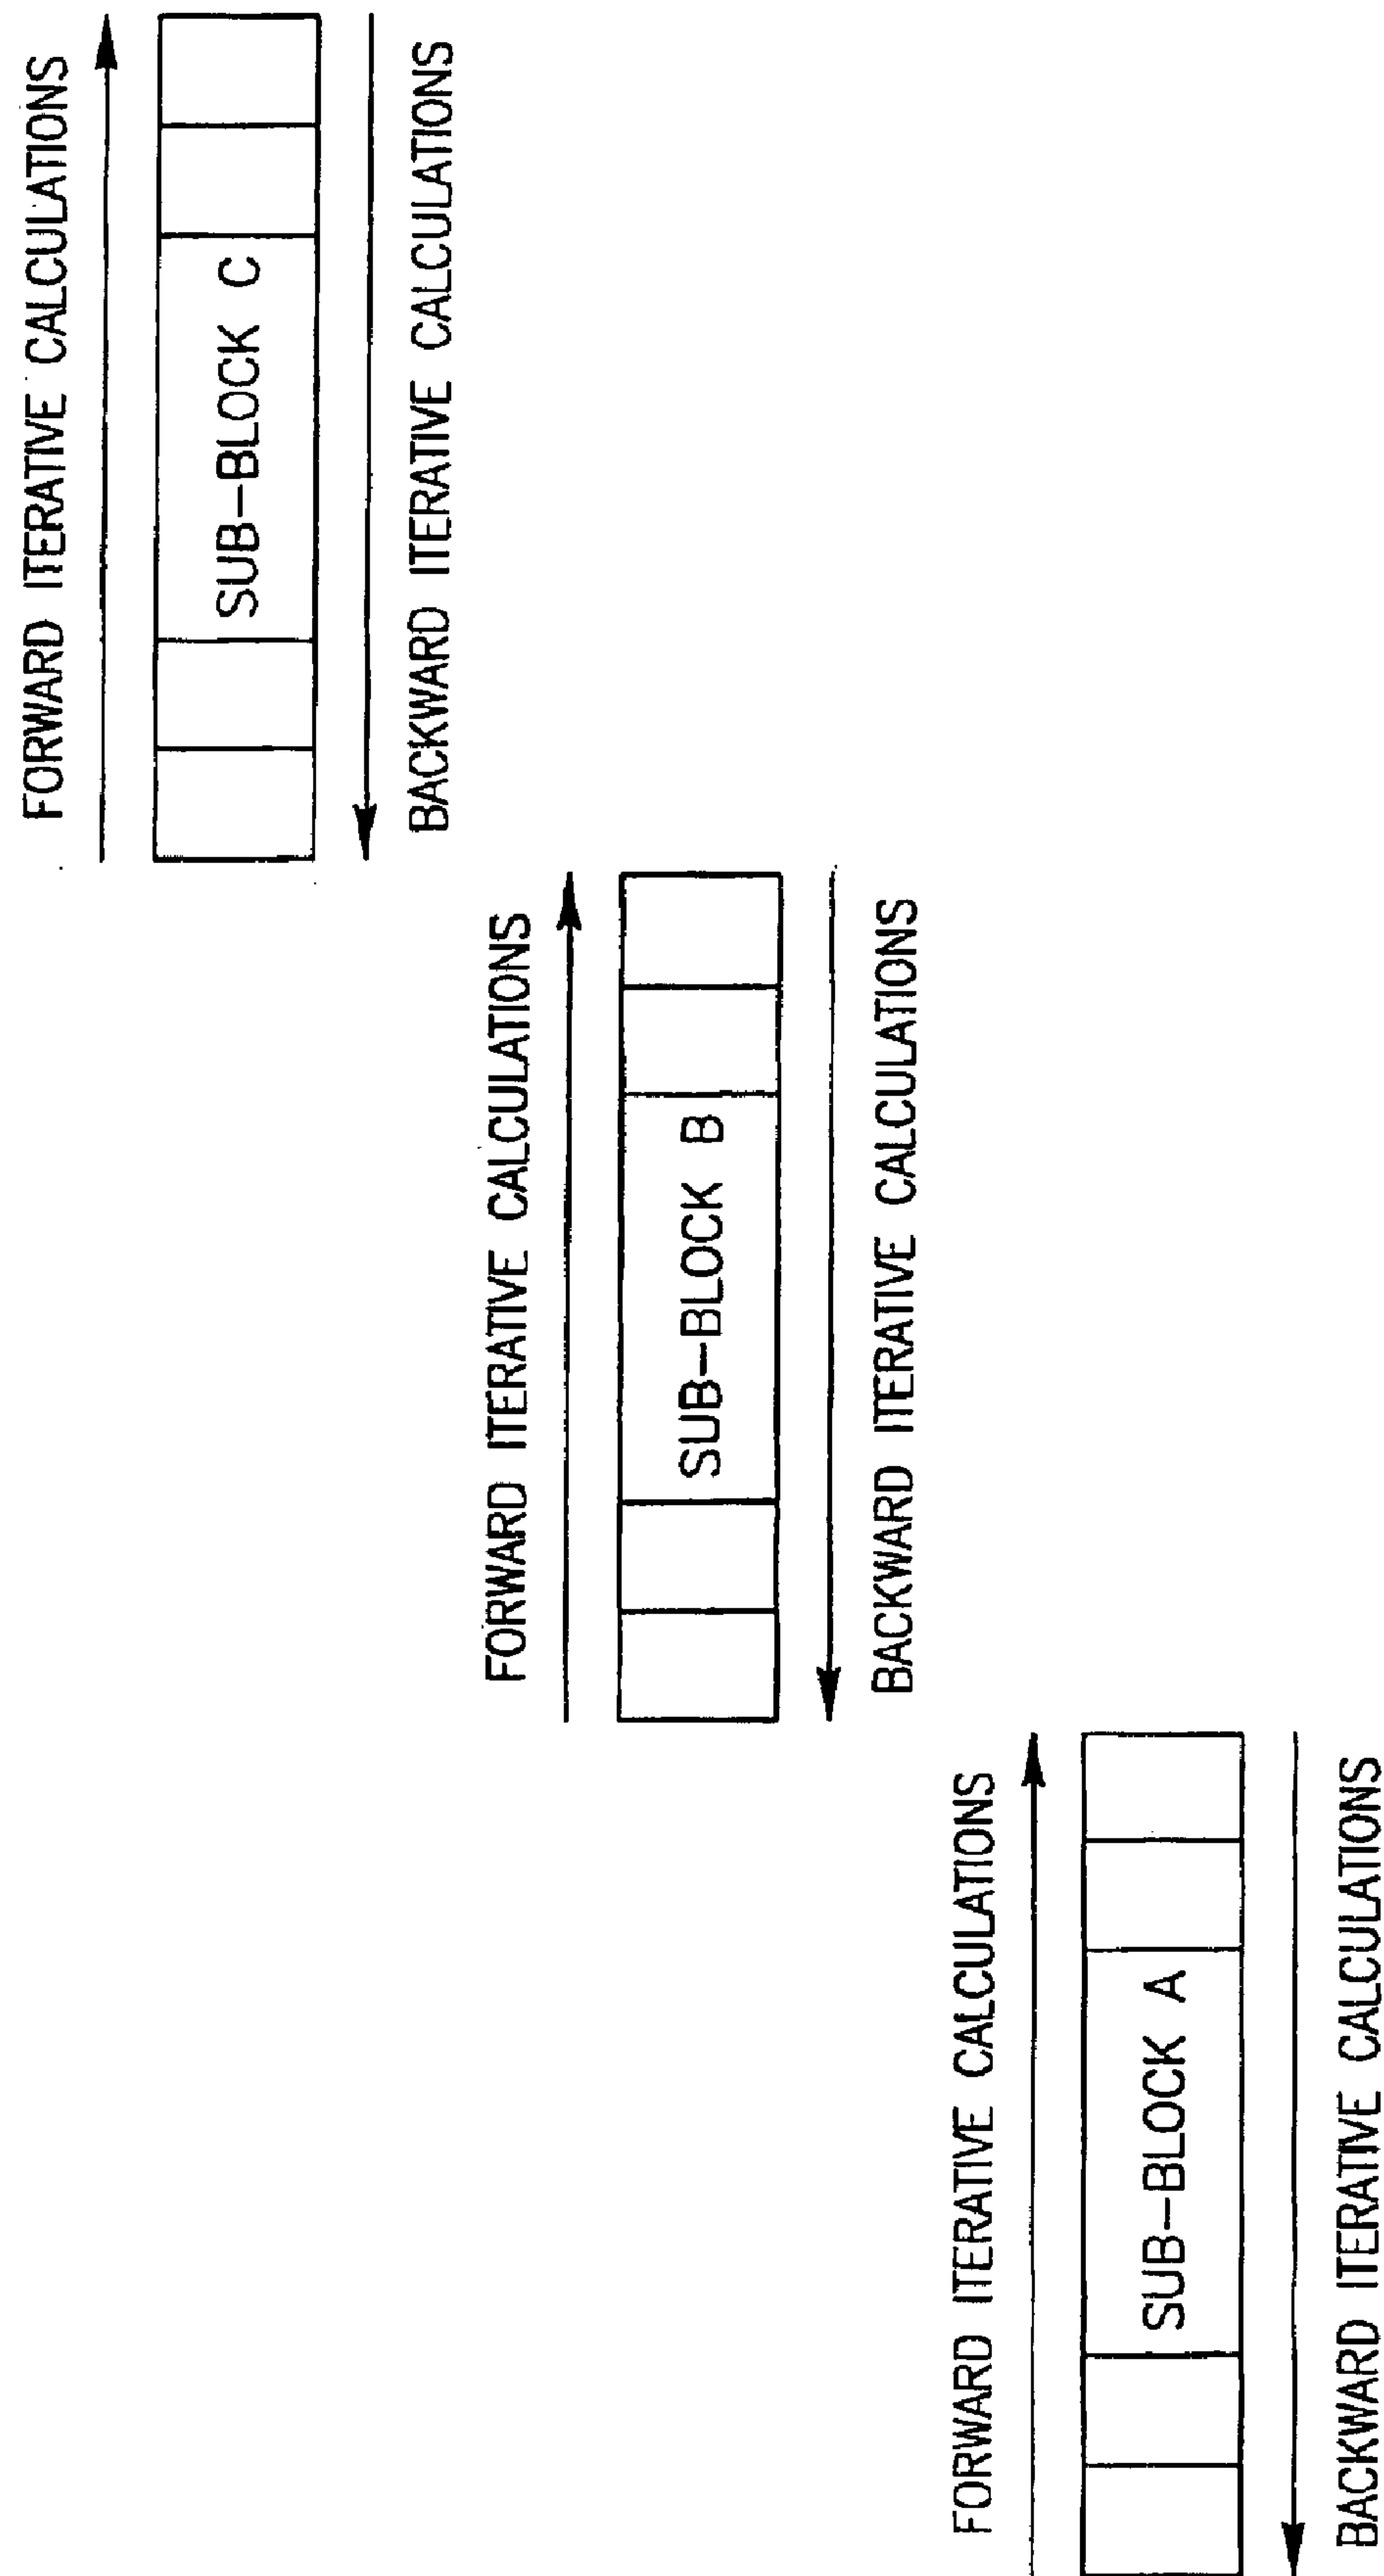 FORWARD ITERATIVE CALCULATIONS
SUB-BLOCK C
BACKWARD ITERATIVE CALCULATIONS
FORWARD ITERATIVE CALCULATIONS
SUB-BLOCK B
BACKWARD ITERATIVE CALCULATIONS
FORWARD ITERATIVE CALCULATIONS
SUB-BLOCK A
BACKWARD ITERATIVE CALCULATIONS